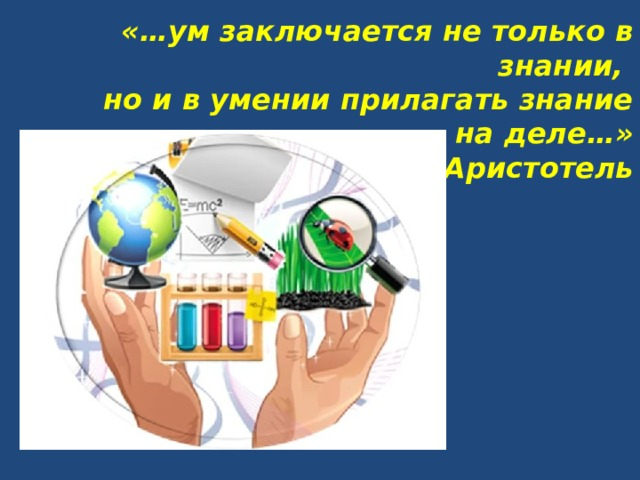 «…ум заключается не только в
знании,
но и в умении прилагать знание
на деле…»
Аристотель
E=mc²